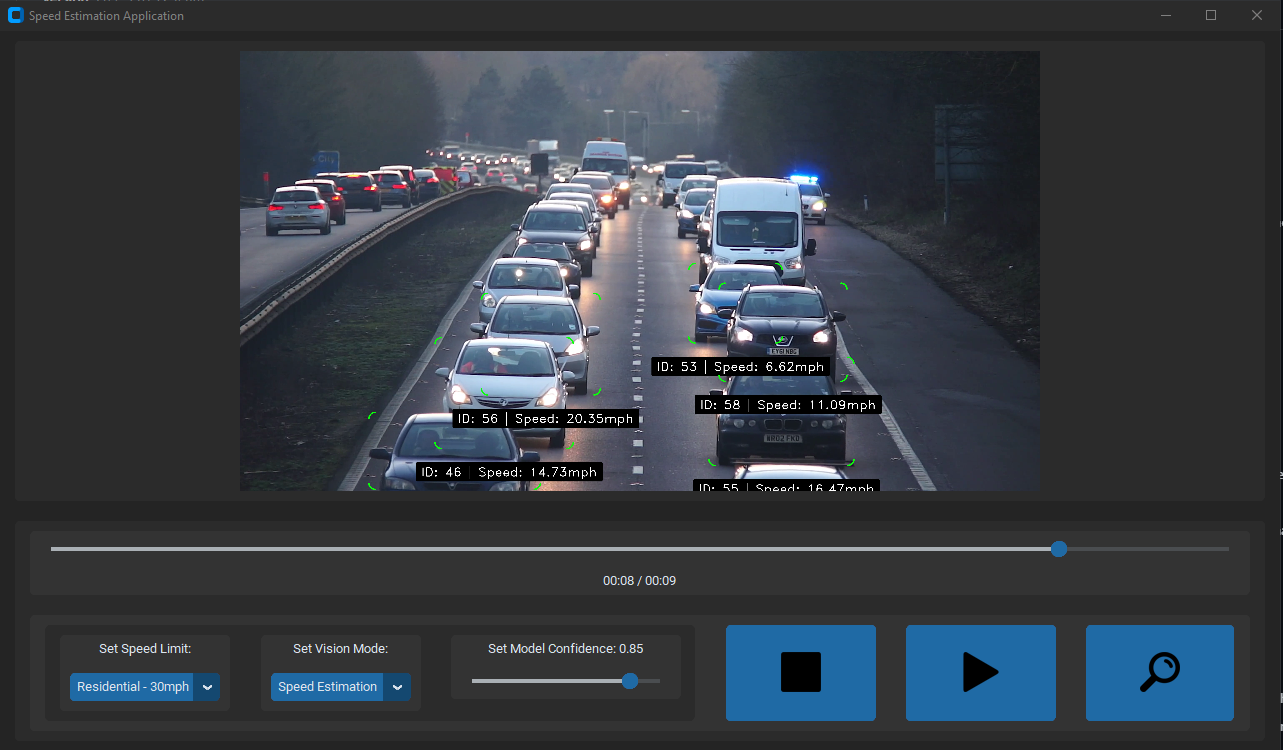 Speed Estimation Application
City
ID: 53 | Speed: 6.62mph
ID: 58 | Speed: 11.09mph
ID: 56 | Speed: 20.35mph
ID: 46 | Speed: 14.73mph
ID: 55 | Speed: 16.47mph
00:08 / 00:09
Set Speed Limit:
Residential - 30mph
Set Vision Mode:
Speed Estimation
Set Model Confidence: 0.85